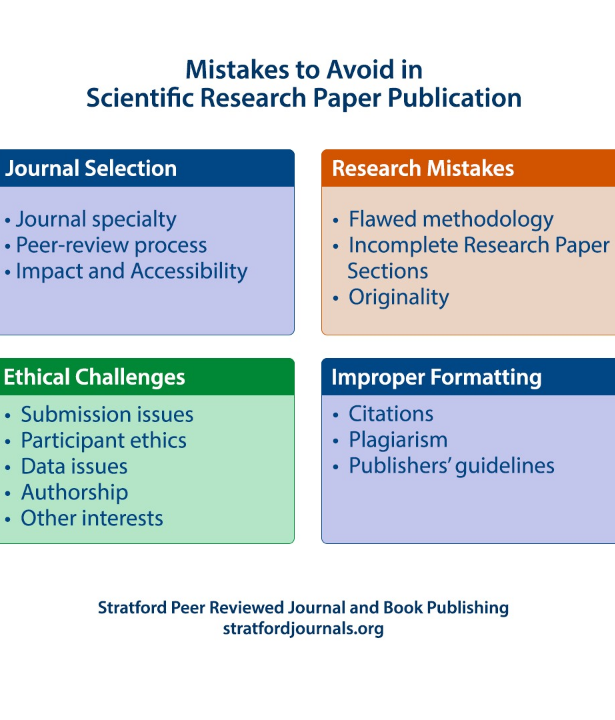 Mistakes to Avoid in
Scientific Research Paper Publication
Journal Selection
• Journal specialty
• Peer-review process
• Impact and Accessibility
Research Mistakes
• Flawed methodology
• Incomplete Research Paper
Sections
• Originality
Ethical Challenges
• Submission issues
• Participant ethics
• Data issues
• Authorship
• Other interests
Improper Formatting
• Citations
• Plagiarism
• Publishers’ guidelines
Stratford Peer Reviewed Journal and Book Publishing
stratfordjournals.org